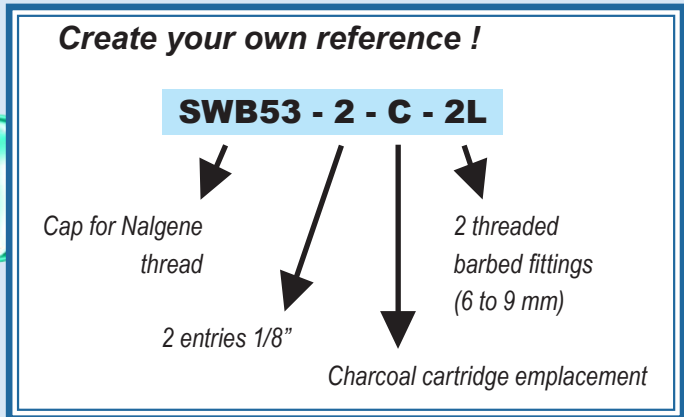 Create your own reference !
SWB53 - 2 - C - 2L
Cap for Nalgene
thread
2 threaded
barbed fittings
(6 to 9 mm)
2 entries 1/8”
Charcoal cartridge emplacement